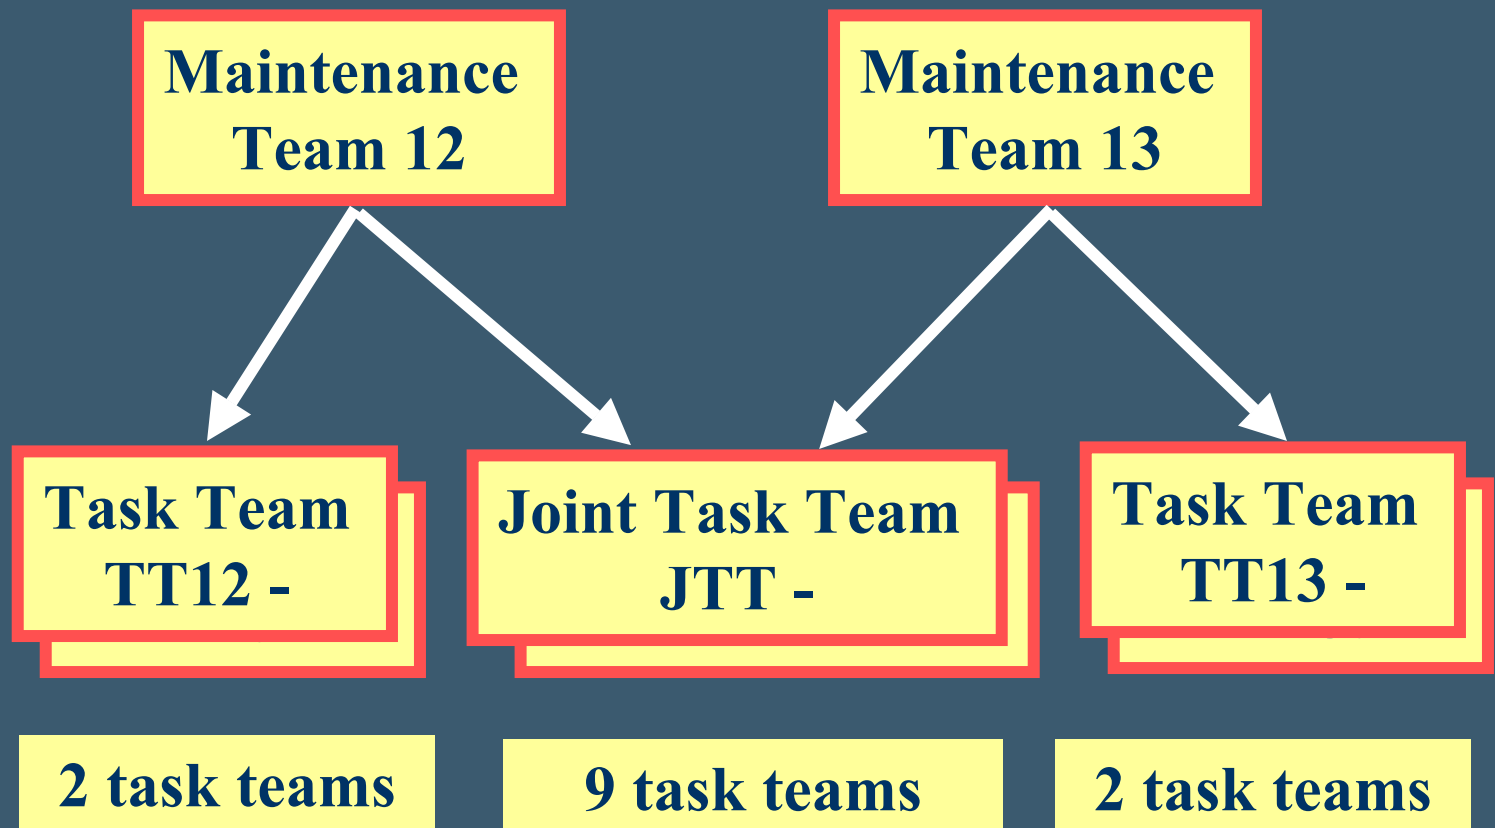 Maintenance
Team 12
Maintenance
Team 13
Task Team
TT12 -
Joint Task Team
JTT -
Task Team
TT13 -
2 task teams
9 task teams
2 task teams